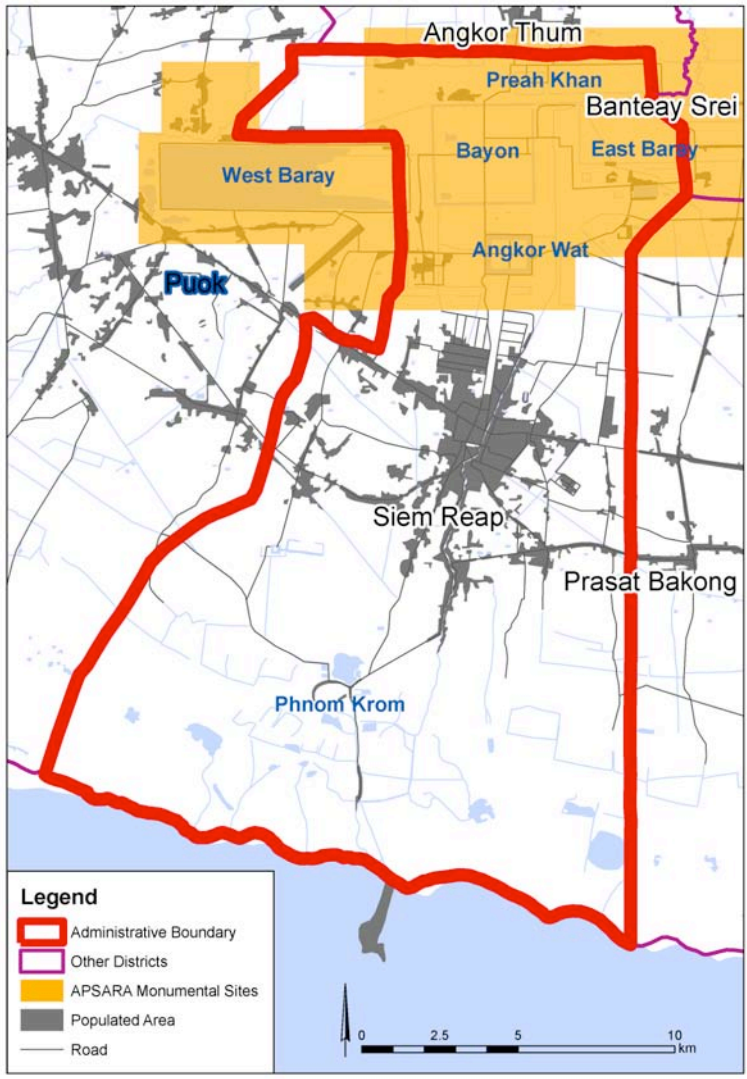 Angkor Thum
Preah Khan
Banteay Srei
Bayon
East Baray
West Baray
Angkor Wat
Puok
Siem Reap
Prasat Bakong
Phnom Krom
Legend
Administrative Boundary
Other Districts
APSARA Monumental Sites
Populated Area
Road
0 2.5 5 10
km